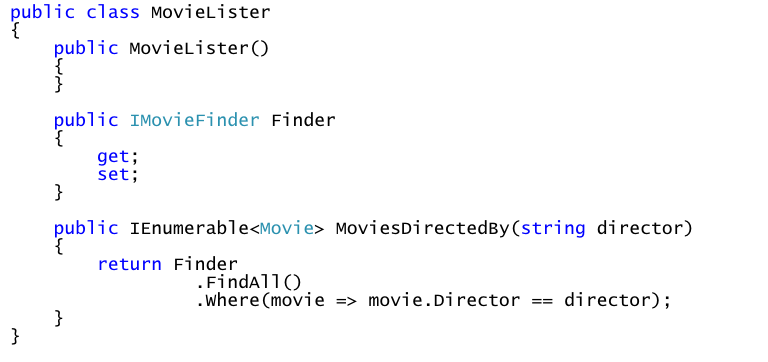 public class MovieLister
{
    public MovieLister()
    {
    }

    public IMovieFinder Finder
    {
        get;
        set;
    }

    public IEnumerable<Movie> MoviesDirectedBy(string director)
    {
        return Finder
                 .FindAll()
                 .Where(movie => movie.Director == director);
    }
}